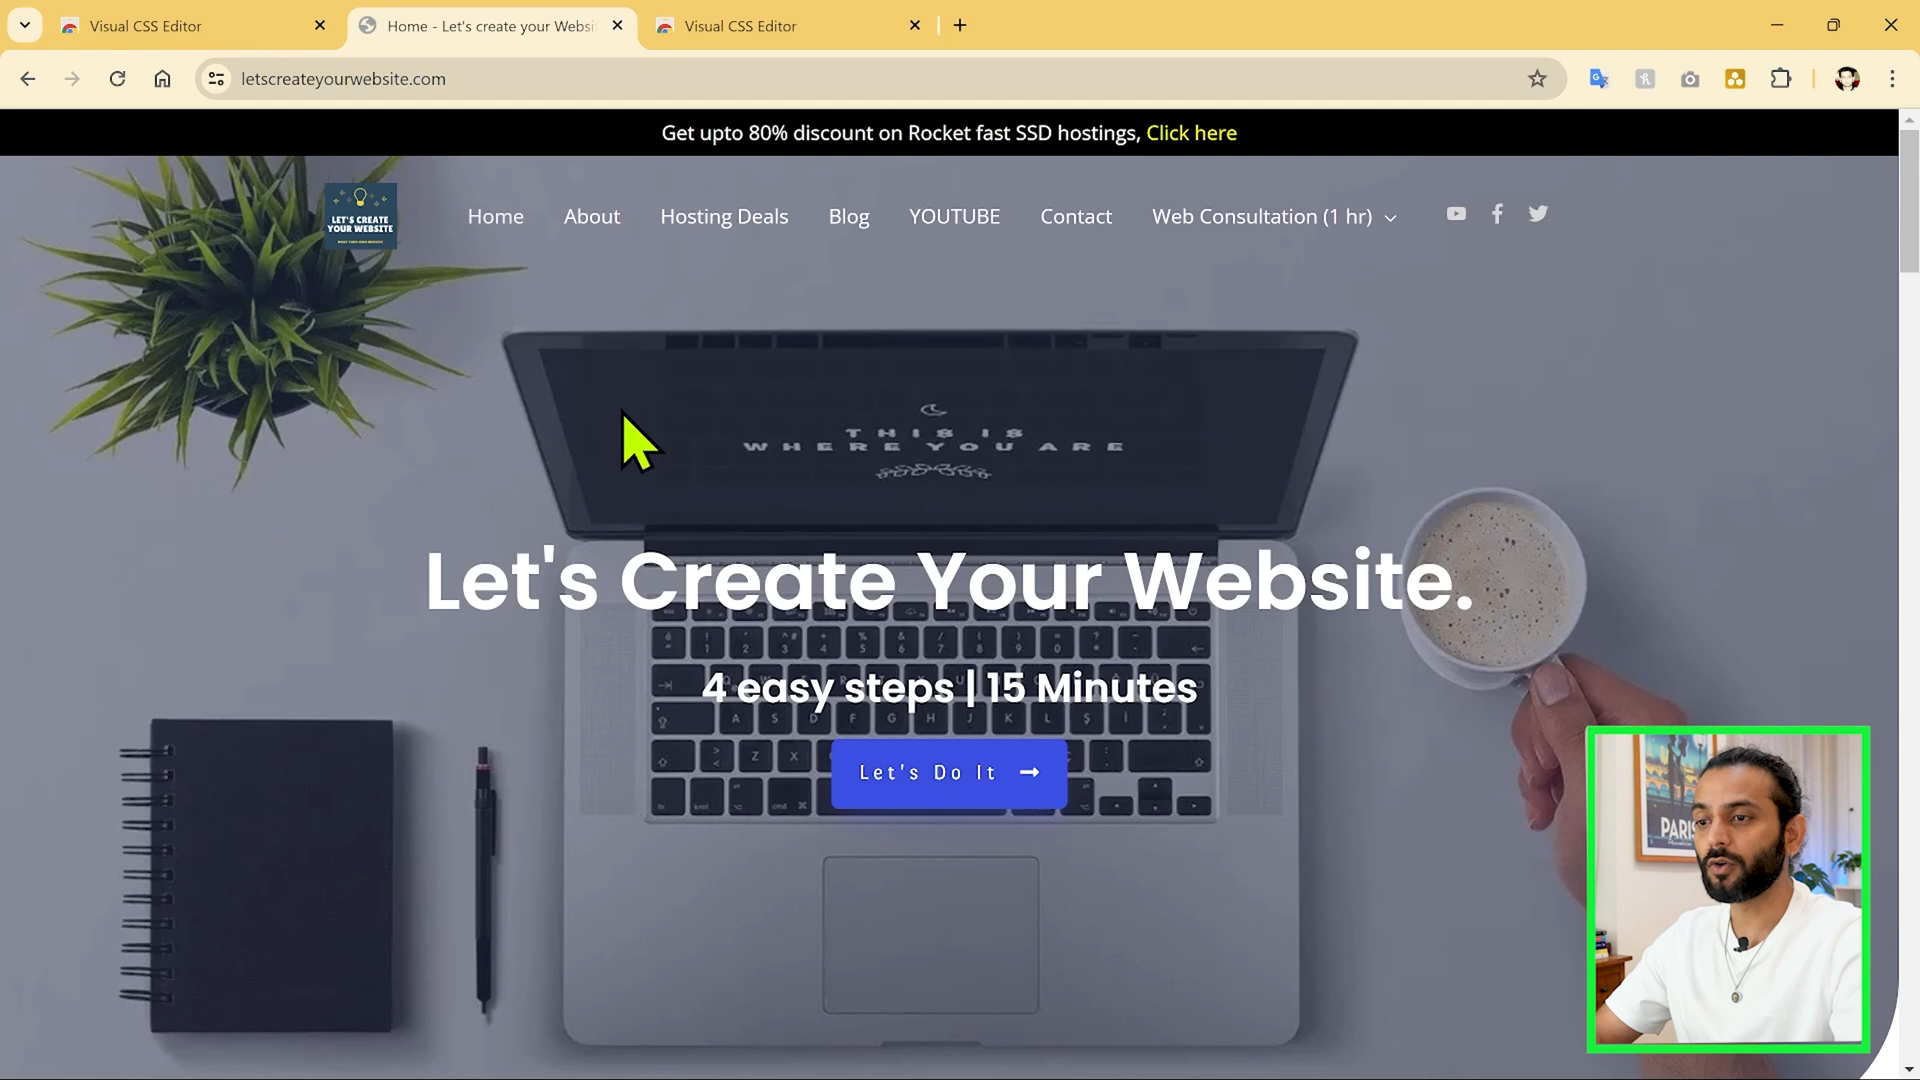 Visual CSS Editor
Home - Let's create your Websi
Visual CSS Editor
letscreateyourwebsite.com
Get upto 80% discount on Rocket fast SSD hostings, Click here
LET'S CREATE
YOUR WEBSITE
Home
About
Hosting Deals
Blog
YOUTUBE
Contact
Web Consultation (1 hr)
THIS IS
WHERE YOU ARE
Let's Create Your Website.
4 easy steps | 15 Minutes
Let's Do It
PARIS